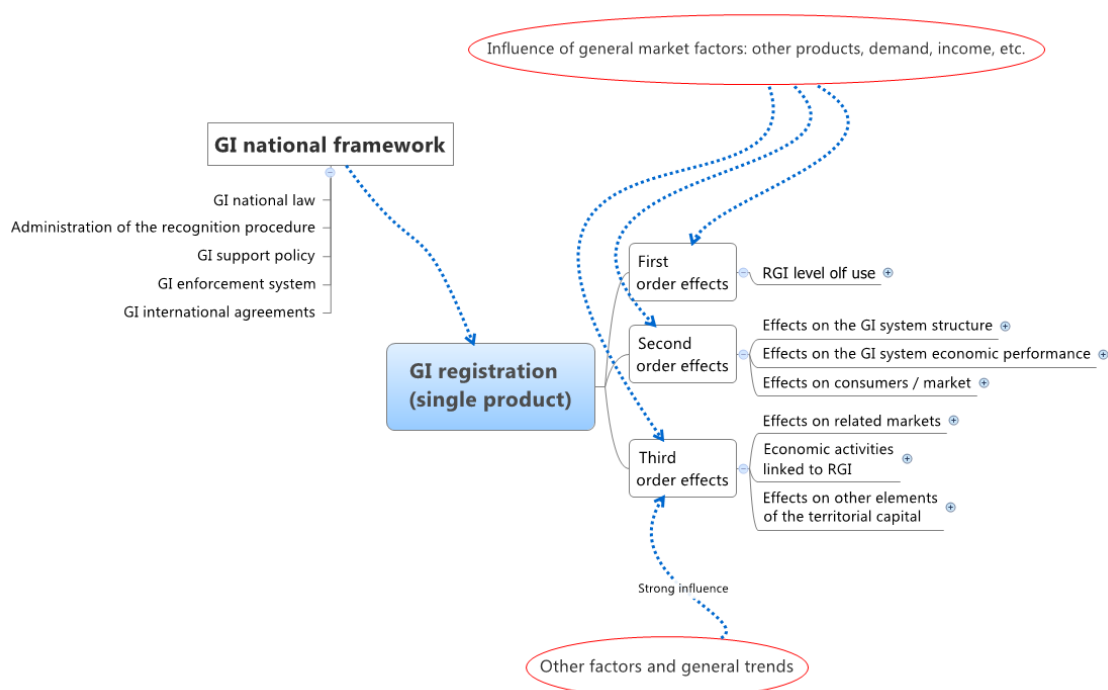 Influence of general market factors: other products, demand, income, etc.
GI national framework
GI national law
Administration of the recognition procedure
GI support policy
GI enforcement system
GI international agreements
GI registration
(single product)
First
order effects
RGI level olf use
Second
order effects
Effects on the GI system structure
Effects on the GI system economic performance
Effects on consumers / market
Third
order effects
Effects on related markets
Economic activities
linked to RGI
Effects on other elements
of the territorial capital
Strong influence
Other factors and general trends